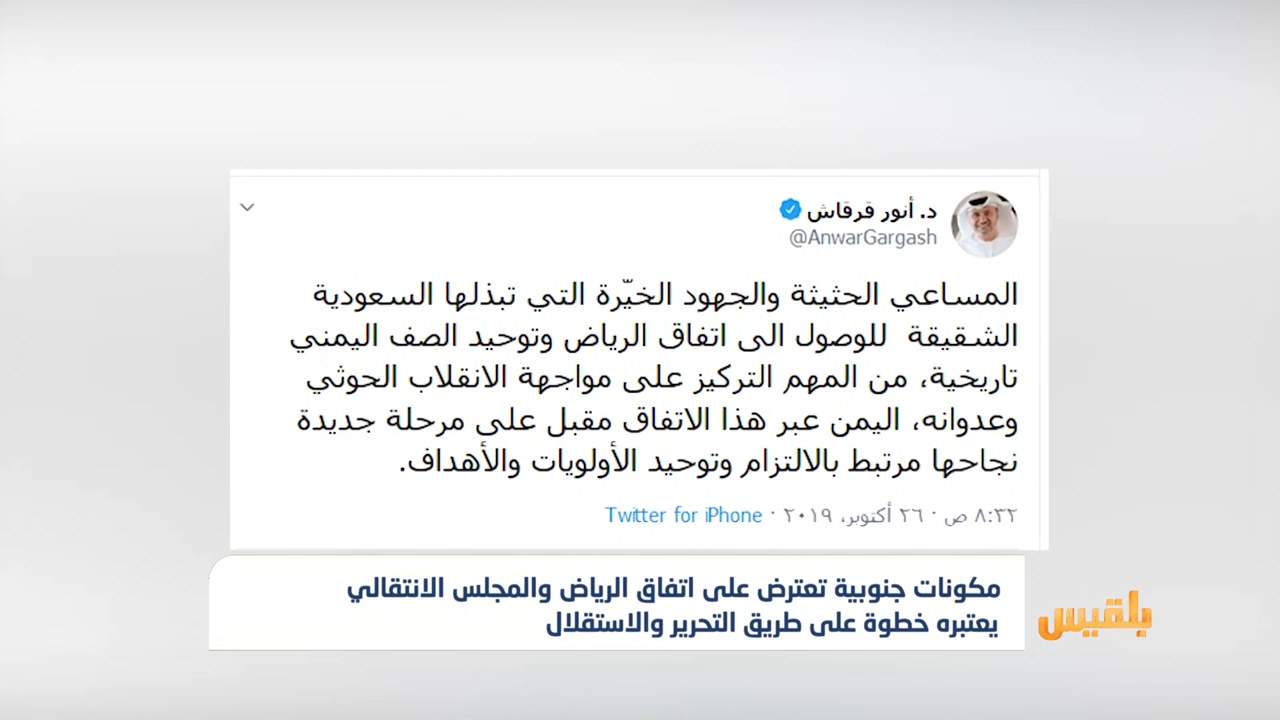 د. أنور قرقاش
@AnwarGargash
المساعي الحثيثة والجهود الخيّرة التي تبذلها السعودية
الشقيقة للوصول الى اتفاق الرياض وتوحيد الصف اليمني
تاريخية، من المهم التركيز على مواجهة الانقلاب الحوثي
وعدوانه، اليمن عبر هذا الاتفاق مقبل على مرحلة جديدة
نجاحها مرتبط بالالتزام وتوحيد الأولويات والأهداف.
٨:٣٢ ص · ٢٦ أكتوبر، ٢٠١٩ · Twitter for iPhone
مكونات جنوبية تعترض على اتفاق الرياض والمجلس الانتقالي
يعتبره خطوة على طريق التحرير والاستقلال
بلقيس